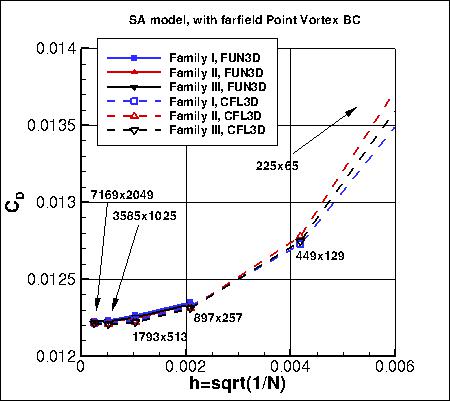 SA model, with farfield Point Vortex BC
0.014
Family I, FUN3D
Family II, FUN3D
Family III, FUN3D
Family I, CFL3D
Family II, CFL3D
Family III, CFL3D
0.0135
225x65
0.013
7169x2049
3585x1025
449x129
0.0125
897x257
1793x513
0.012
C_D
0
0.002
0.004
0.006
h=sqrt(1/N)